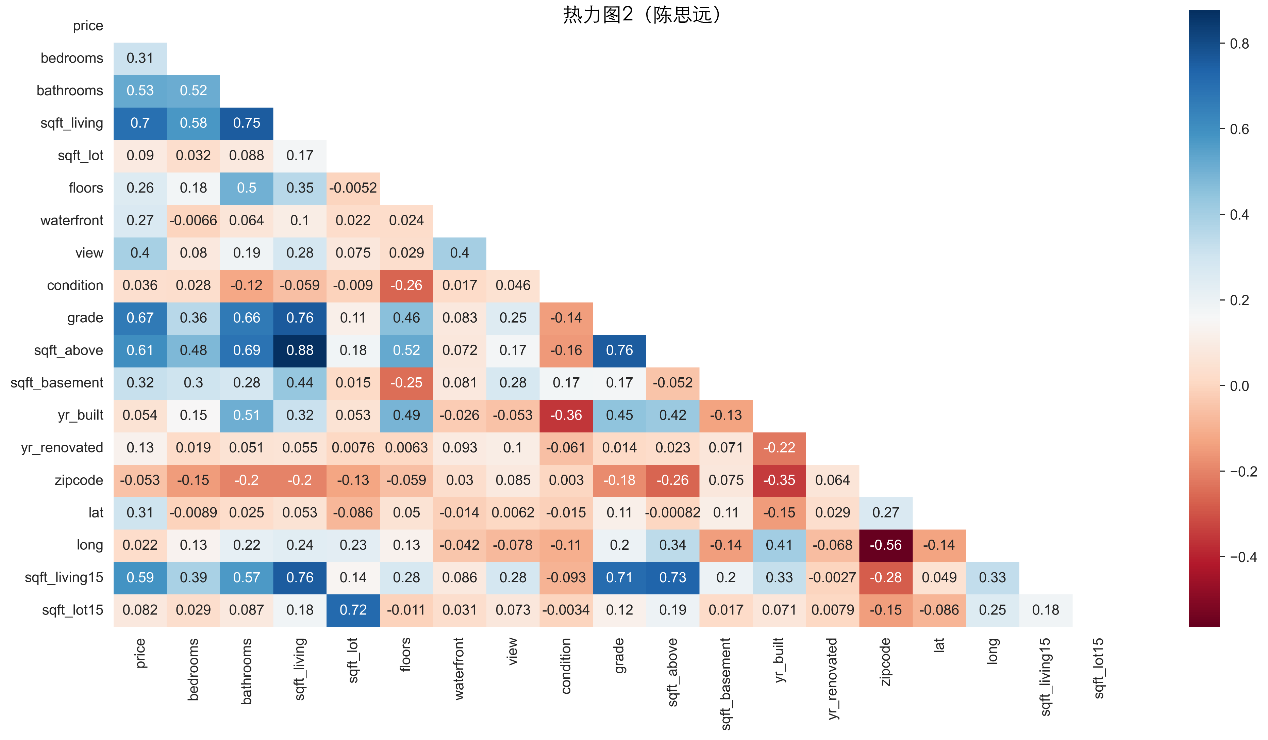 热力图2（陈思远）
price
bedrooms 0.31
bathrooms 0.53 0.52
sqft_living 0.7 0.58 0.75
sqft_lot 0.09 0.032 0.088 0.17
floors 0.26 0.18 0.5 0.35 -0.0052
waterfront 0.27 -0.0066 0.064 0.1 0.022 0.024
view 0.4 0.08 0.19 0.28 0.075 0.029 0.4
condition 0.036 0.028 -0.12 -0.059 -0.009 -0.26 0.017 0.046
grade 0.67 0.36 0.66 0.76 0.11 0.46 0.083 0.25 -0.14
sqft_above 0.61 0.48 0.69 0.88 0.18 0.52 0.072 0.17 -0.16 0.76
sqft_basement 0.32 0.3 0.28 0.44 0.015 -0.25 0.081 0.28 0.17 0.17 -0.052
yr_built 0.054 0.15 0.51 0.32 0.053 0.49 -0.026 -0.053 -0.36 0.45 0.42 -0.13
yr_renovated 0.13 0.019 0.051 0.055 0.0076 0.0063 0.093 0.1 -0.061 0.014 0.023 0.071 -0.22
zipcode -0.053 -0.15 -0.2 -0.2 -0.13 -0.059 0.03 0.085 0.003 -0.18 -0.26 0.075 -0.35 0.064
lat 0.31 -0.0089 0.025 0.053 -0.086 0.05 -0.014 0.0062 -0.015 0.11 -0.00082 0.11 -0.15 0.029 0.27
long 0.022 0.13 0.22 0.24 0.23 0.13 -0.042 -0.078 -0.11 0.2 0.34 -0.14 0.41 -0.068 -0.56 -0.14
sqft_living15 0.59 0.39 0.57 0.76 0.14 0.28 0.086 0.28 -0.093 0.71 0.73 0.2 0.33 -0.0027 -0.28 0.049 0.33
sqft_lot15 0.082 0.029 0.087 0.18 0.72 -0.011 0.031 0.073 -0.0034 0.12 0.19 0.017 0.071 0.0079 -0.15 -0.086 0.25 0.18
price bedrooms bathrooms sqft_living sqft_lot floors waterfront view condition grade sqft_above sqft_basement yr_built yr_renovated zipcode lat long sqft_living15 sqft_lot15
0.8
0.6
0.4
0.2
0.0
−0.2
−0.4